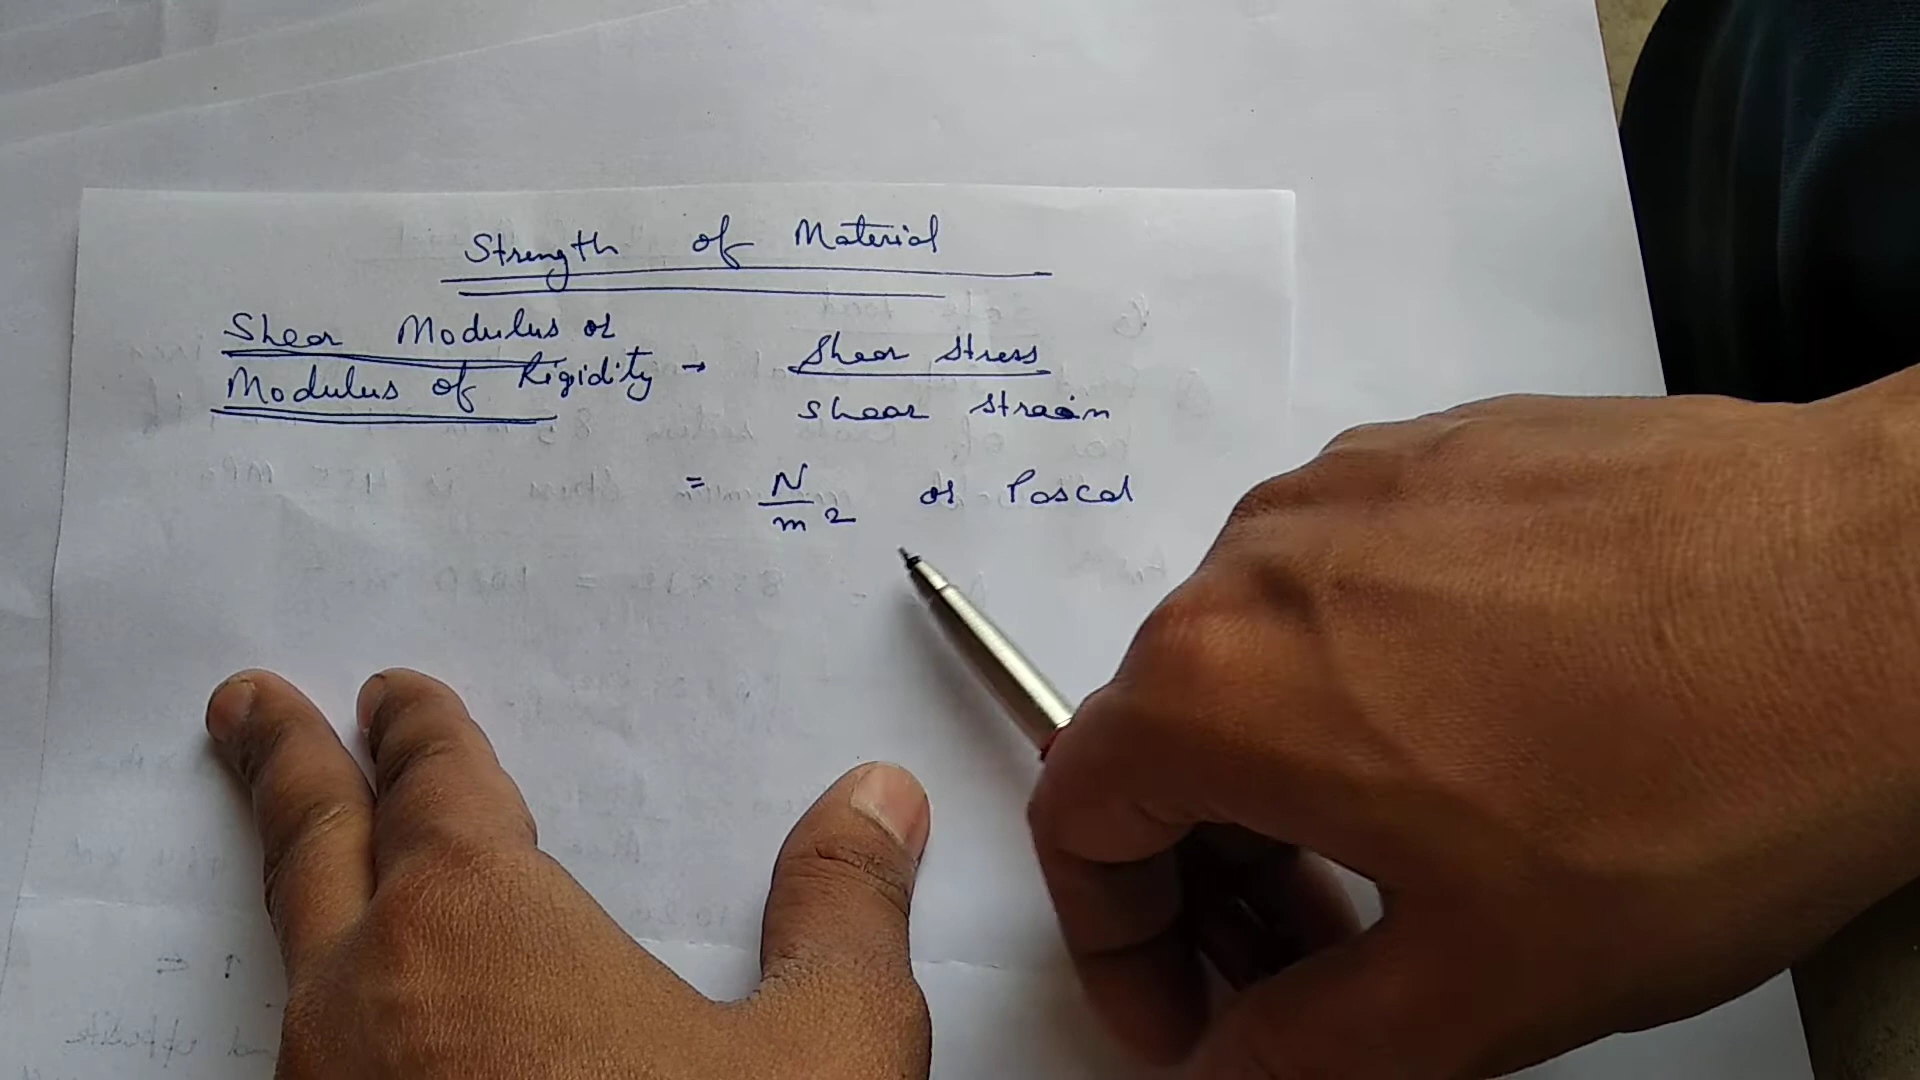 Strength of Material
Shear Modulus or
Modulus of Rigidity → Shear Stress
Shear Strain
= N/m2 or Pascal